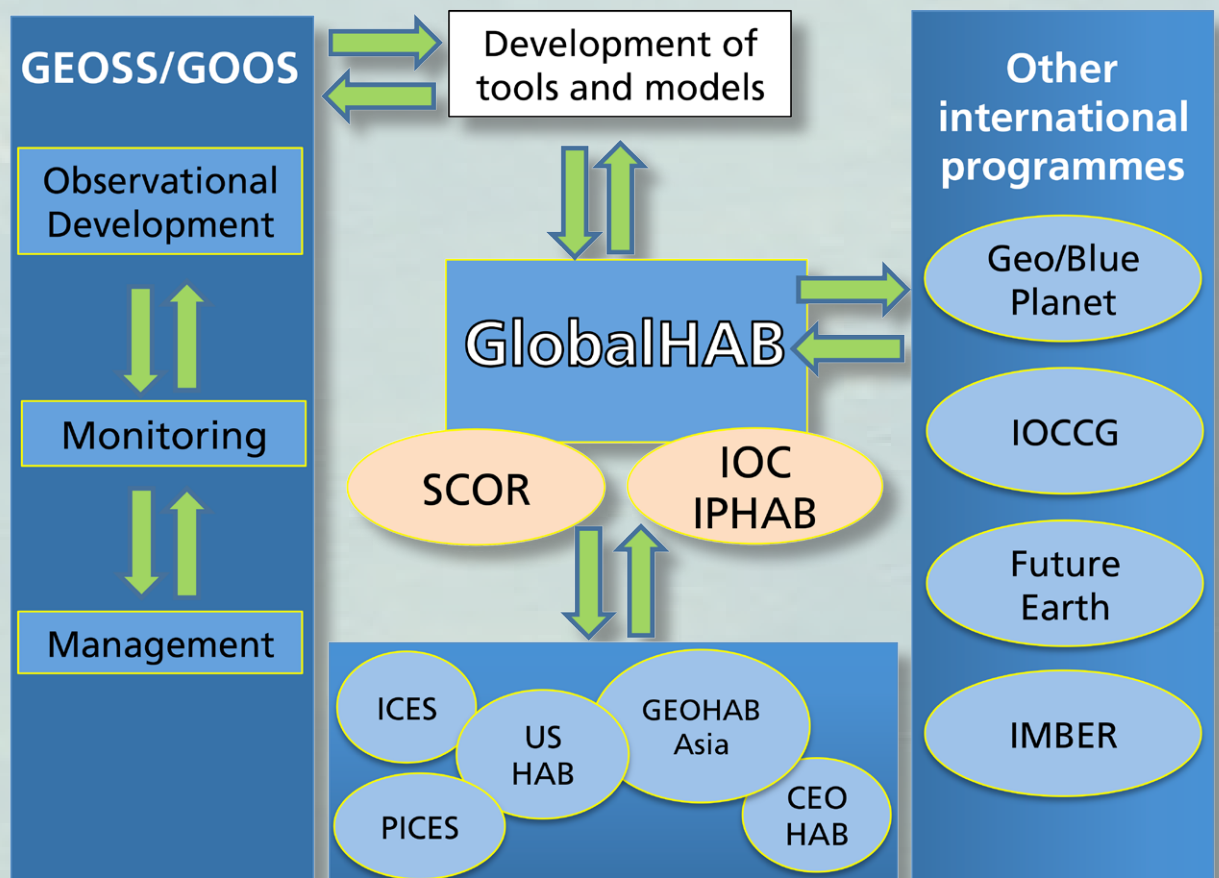 GEOSS/GOOS
Observational
Development
Monitoring
Management
Development of
tools and models
GlobalHAB
SCOR
IOC
IPHAB
ICES
US
HAB
GEOHAB
Asia
PICES
CEO
HAB
Other
international
programmes
Geo/Blue
Planet
IOCCG
Future
Earth
IMBER